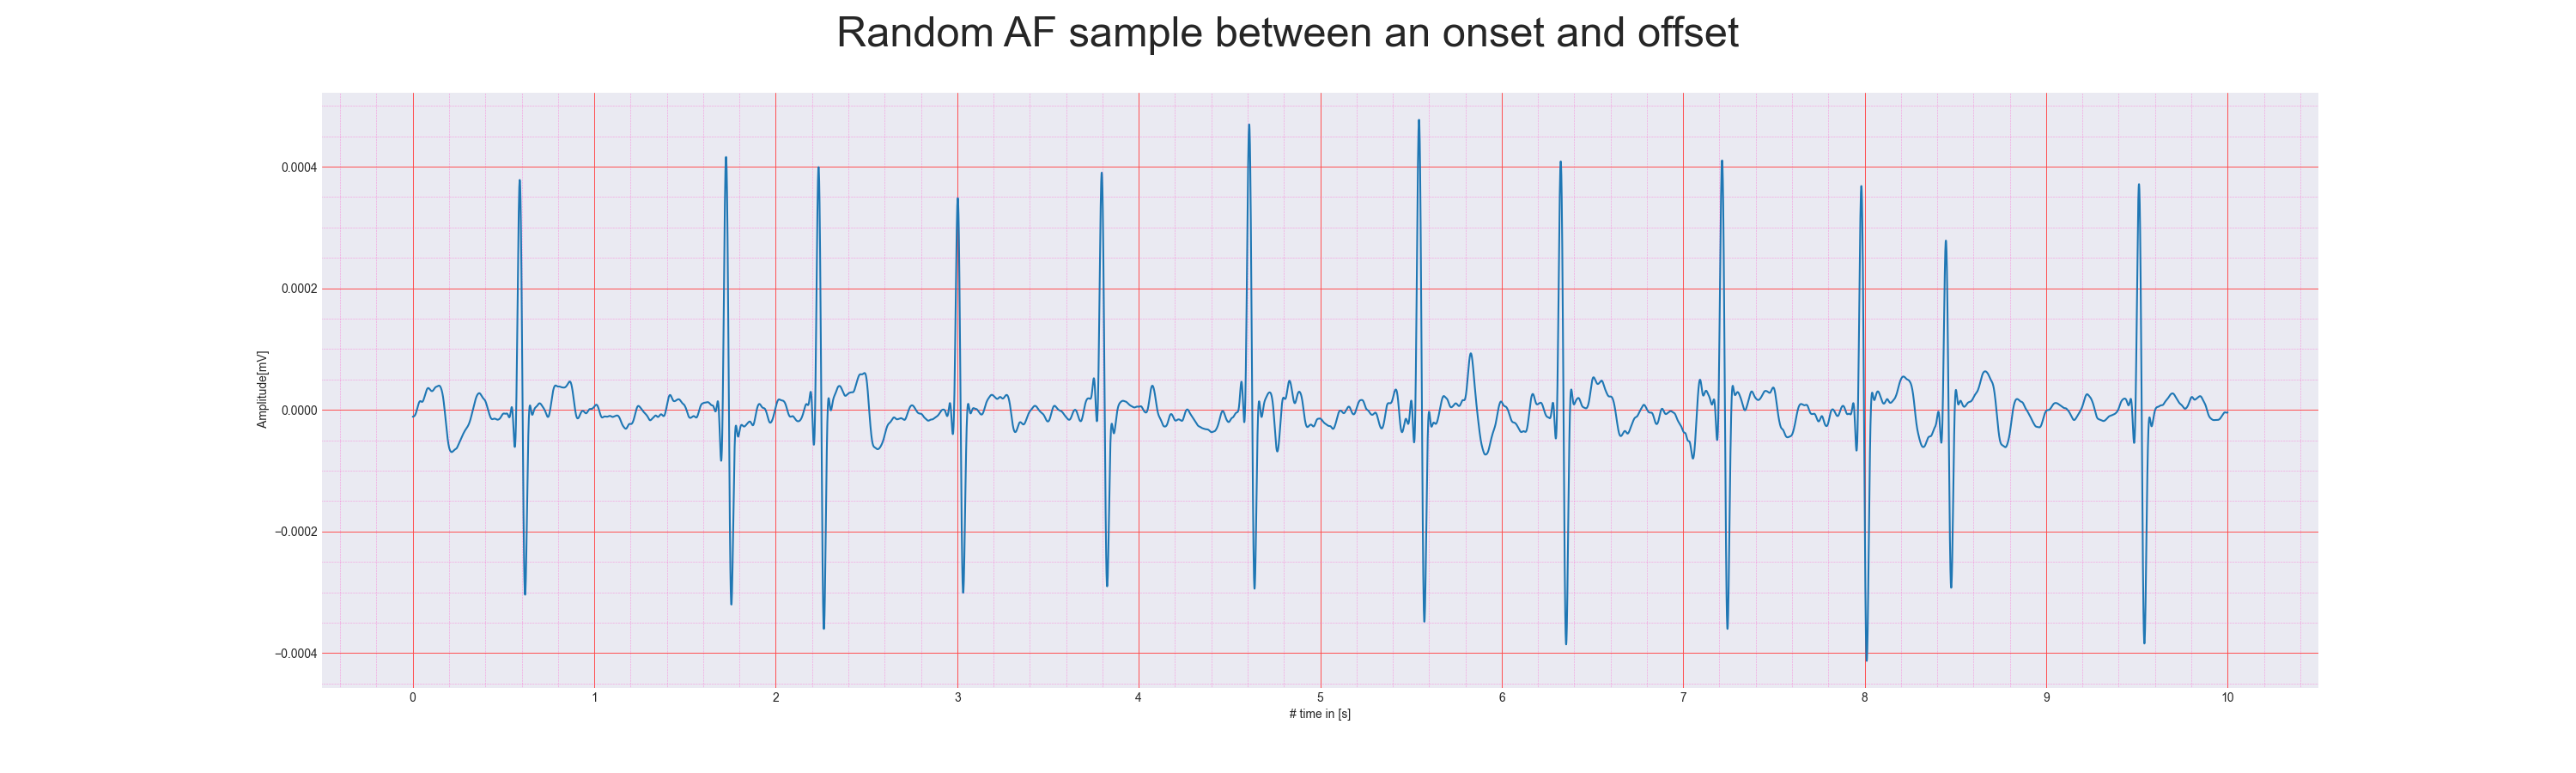 Random AF sample between an onset and offset
0.0004
0.0002
0.0000
−0.0002
−0.0004
Amplitude[mV]
0 1 2 3 4 5 6 7 8 9 10
# time in [s]